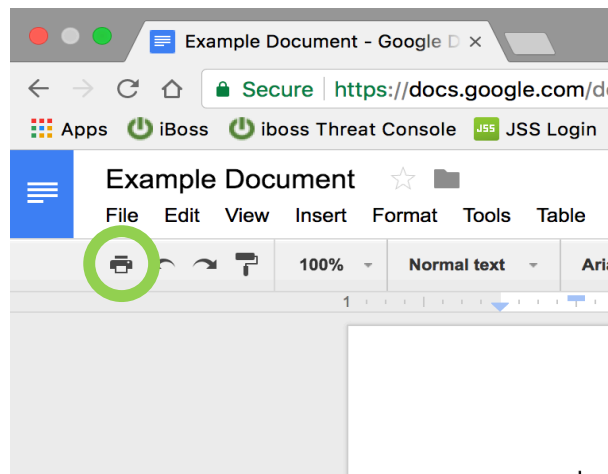 Example Document - Google D
Secure https://docs.google.com/d
Apps iBoss iboss Threat Console JSS JSS Login
Example Document
File Edit View Insert Format Tools Table
100% Normal text Aria
1